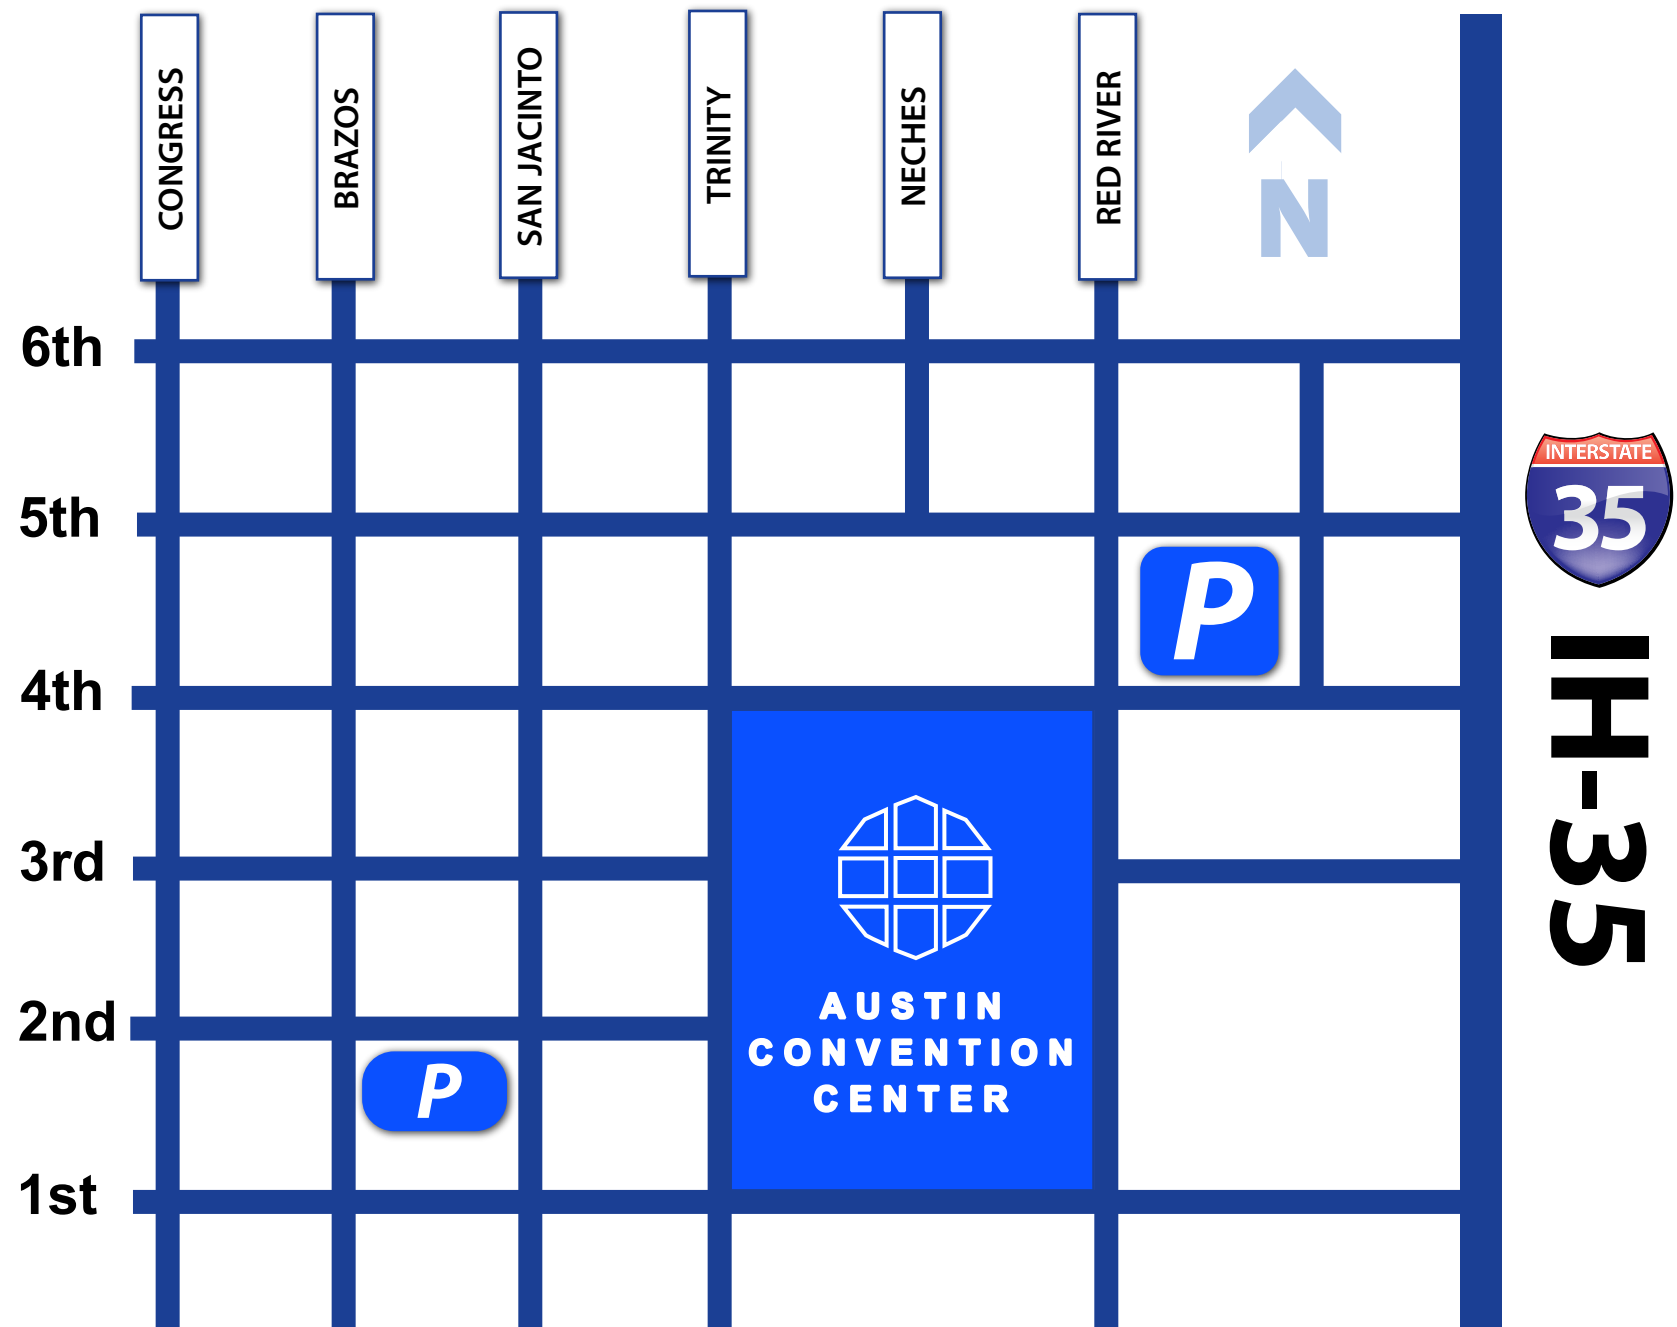 CONGRESS
BRAZOS
SAN JACINTO
TRINITY
NECHES
RED RIVER
N
6th
5th
4th
3rd
2nd
1st
INTERSTATE
35
IH-35
P
P
AUSTIN
CONVENTION
CENTER